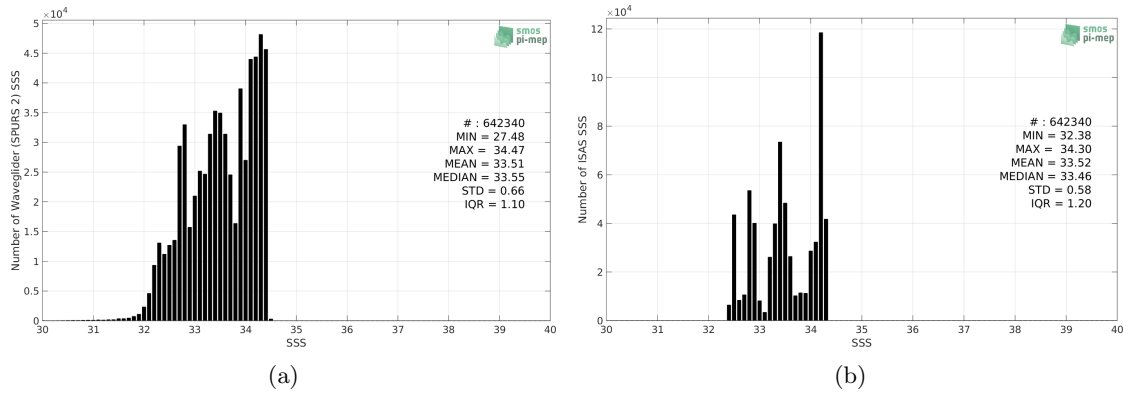 ×10^4
5
4.5
4
3.5
3
2.5
2
1.5
1
0.5
0
Number of Waveglider (SPURS 2) SSS
smos
pi-mep
# : 642340
MIN = 27.48
MAX = 34.47
MEAN = 33.51
MEDIAN = 33.55
STD = 0.66
IQR = 1.10
30 31 32 33 34 35 36 37 38 39 40
SSS
(a)
×10^4
12
10
8
6
4
2
0
Number of ISAS SSS
smos
pi-mep
# : 642340
MIN = 32.38
MAX = 34.30
MEAN = 33.52
MEDIAN = 33.46
STD = 0.58
IQR = 1.20
30 31 32 33 34 35 36 37 38 39 40
SSS
(b)